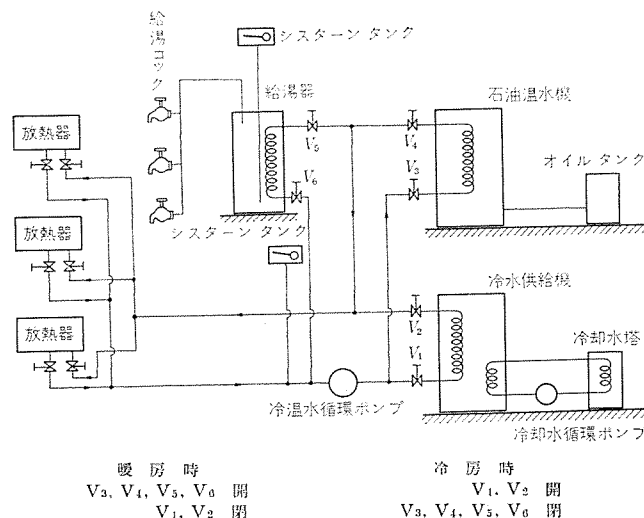 給湯コック
シスターン タンク
給湯器
石油温水機
放熱器
V5
V4
V3
V6
オイル タンク
シスターン タンク
放熱器
冷水供給機
V2
冷却水塔
放熱器
V1
冷温水循環ポンプ
冷却水循環ポンプ
暖房時
V3, V4, V5, V6 開
V1, V2 閉
冷房時
V1, V2 開
V3, V4, V5, V6 閉